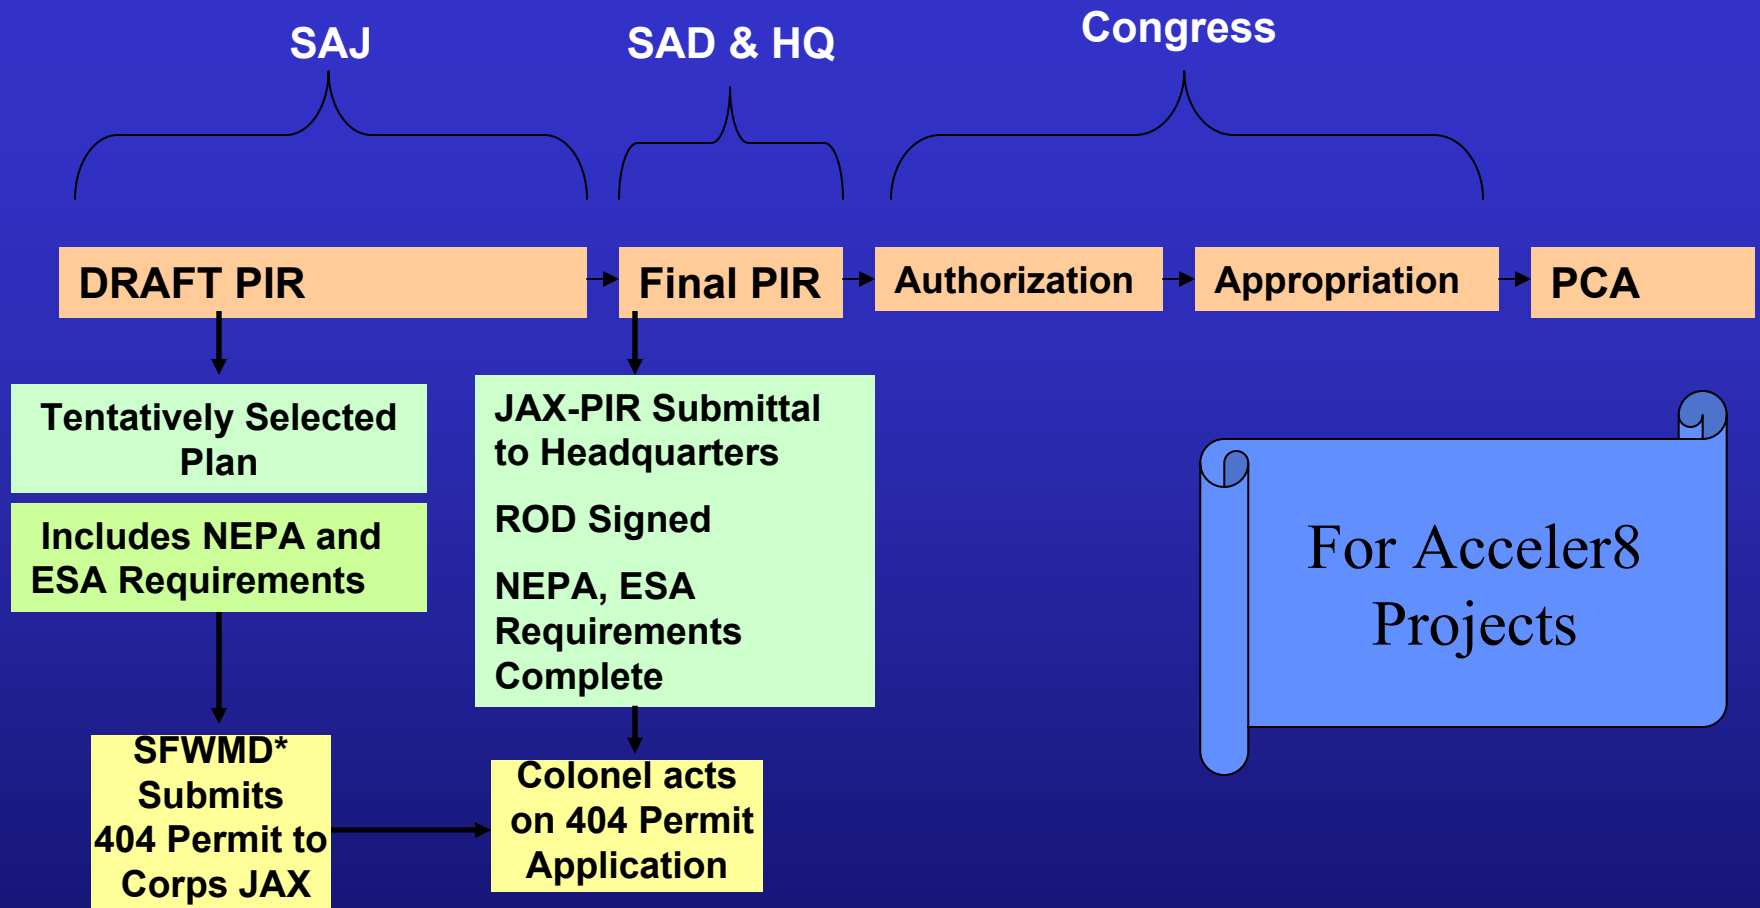 SAJ
SAD & HQ
Congress
DRAFT PIR
Final PIR
Authorization
Appropriation
PCA
Tentatively Selected
Plan
Includes NEPA and
ESA Requirements
JAX-PIR Submittal
to Headquarters
ROD Signed
NEPA, ESA
Requirements
Complete
For Acceler8
Projects
SFWMD*
Submits
404 Permit to
Corps JAX
Colonel acts
on 404 Permit
Application